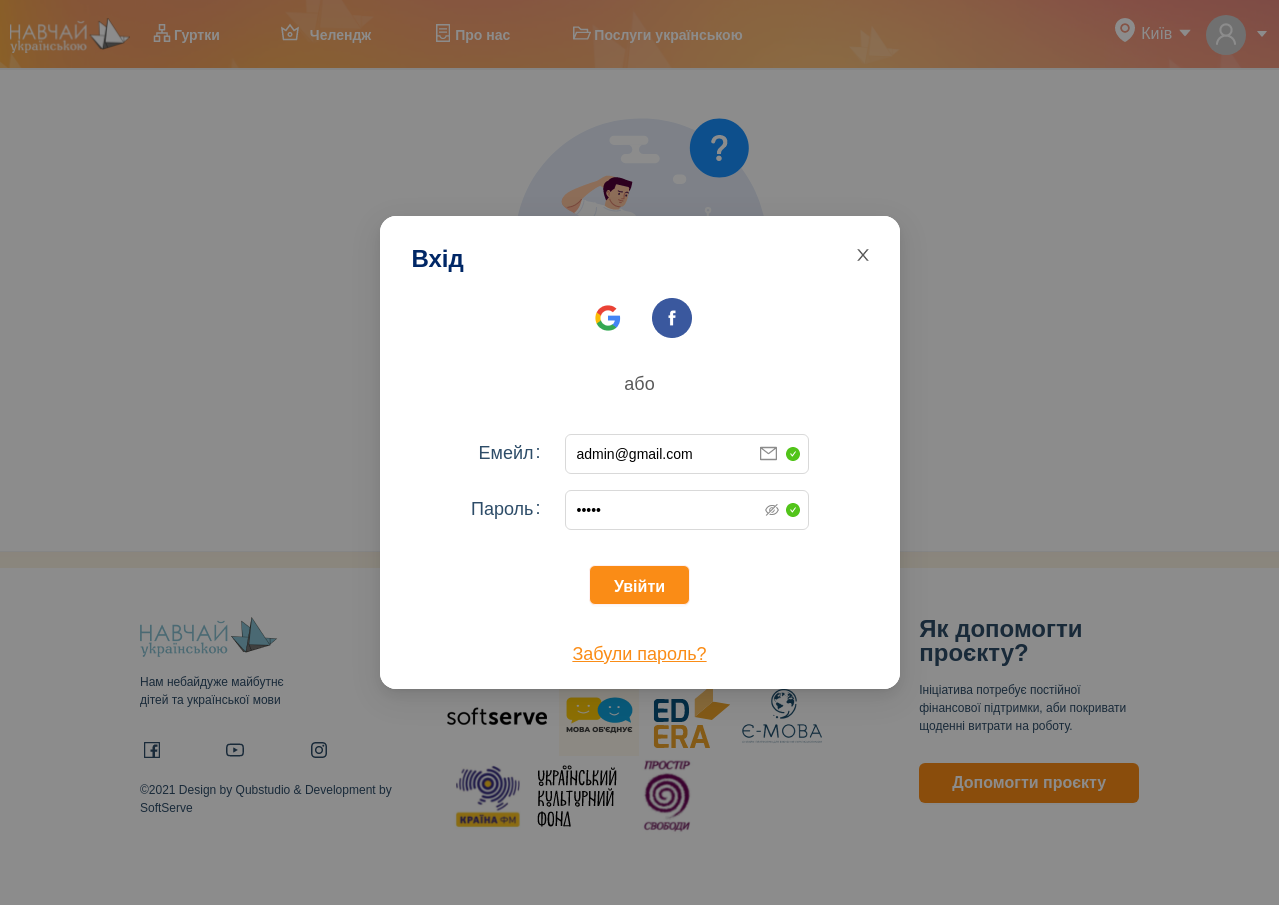 НАВЧАЙ
українською
Гуртки
Челендж
Про нас
Послуги українською
Київ
?
Вхід
або
Емейл:
admin@gmail.com
Пароль:
•••••
Увійти
Забули пароль?
НАВЧАЙ
українською
Нам небайдуже майбутнє
дітей та української мови
©2021 Design by Qubstudio & Development by
SoftServe
softserve
МОВА ОБ'ЄДНУЄ
ED
ERA
Є-МОВА
КРАЇНА ФМ
УКРАЇНСЬКИЙ
КУЛЬТУРНИЙ
ФОНД
ПРОСТІР
СВОБОДИ
Як допомогти
проєкту?
Ініціатива потребує постійної
фінансової підтримки, аби покривати
щоденні витрати на роботу.
Допомогти проєкту